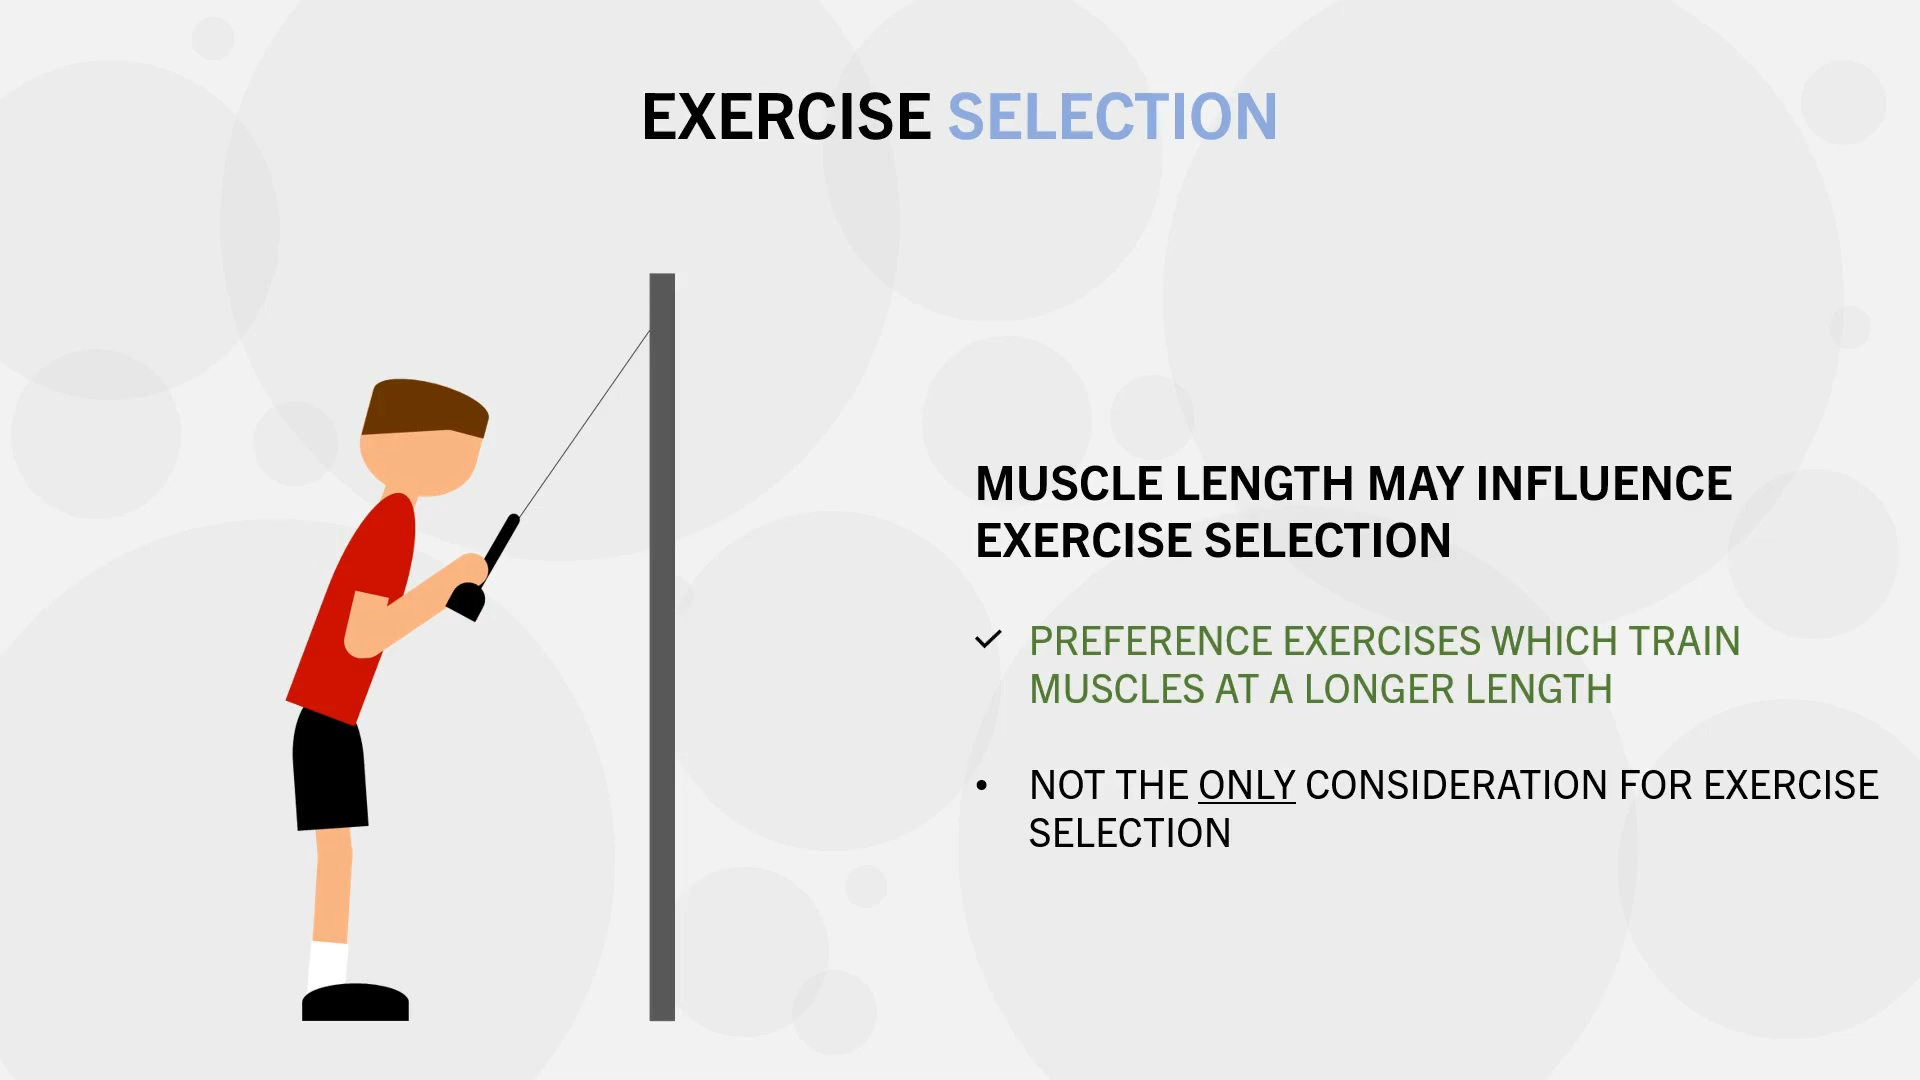 EXERCISE SELECTION
MUSCLE LENGTH MAY INFLUENCE
EXERCISE SELECTION
PREFERENCE EXERCISES WHICH TRAIN
MUSCLES AT A LONGER LENGTH
NOT THE ONLY CONSIDERATION FOR EXERCISE
SELECTION